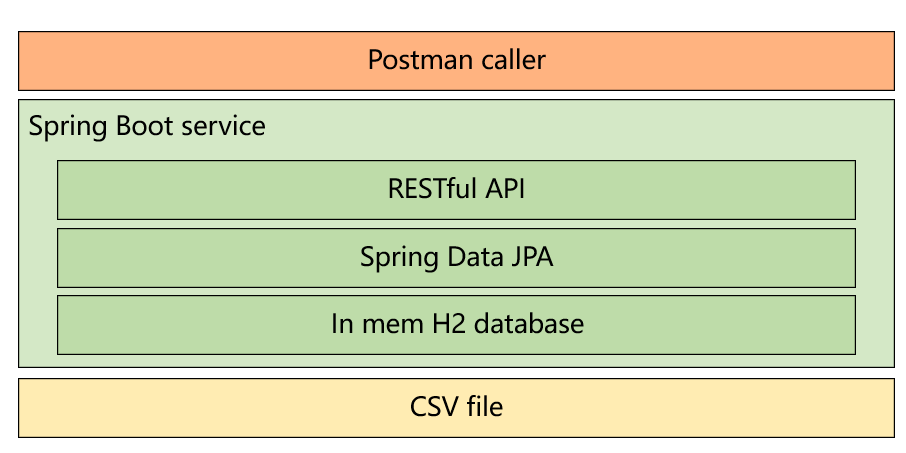 Postman caller
Spring Boot service
RESTful API
Spring Data JPA
In mem H2 database
CSV file